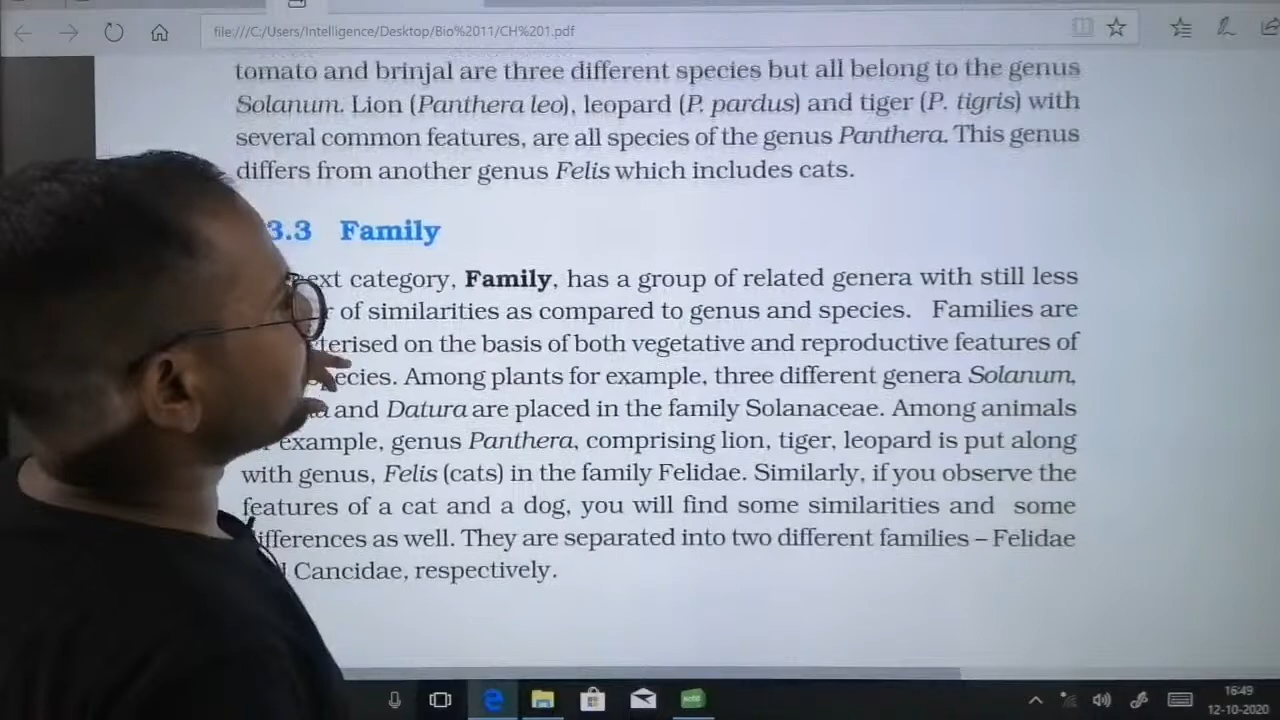 file:///C:/Users/Intelligence/Desktop/Bio%2011/CH%201.pdf
tomato and brinjal are three different species but all belong to the genus
Solanum. Lion (Panthera leo), leopard (P. pardus) and tiger (P. tigris) with
several common features, are all species of the genus Panthera. This genus
differs from another genus Felis which includes cats.
3.3 Family
category, Family, has a group of related genera with still less
of similarities as compared to genus and species. Families are
on the basis of both vegetative and reproductive features of
Among plants for example, three different genera Solanum,
and Datura are placed in the family Solanaceae. Among animals
example, genus Panthera, comprising lion, tiger, leopard is put along
with genus, Felis (cats) in the family Felidae. Similarly, if you observe the
features of a cat and a dog, you will find some similarities and some
differences as well. They are separated into two different families – Felidae
Cancidae, respectively.
16:49
12-10-2020